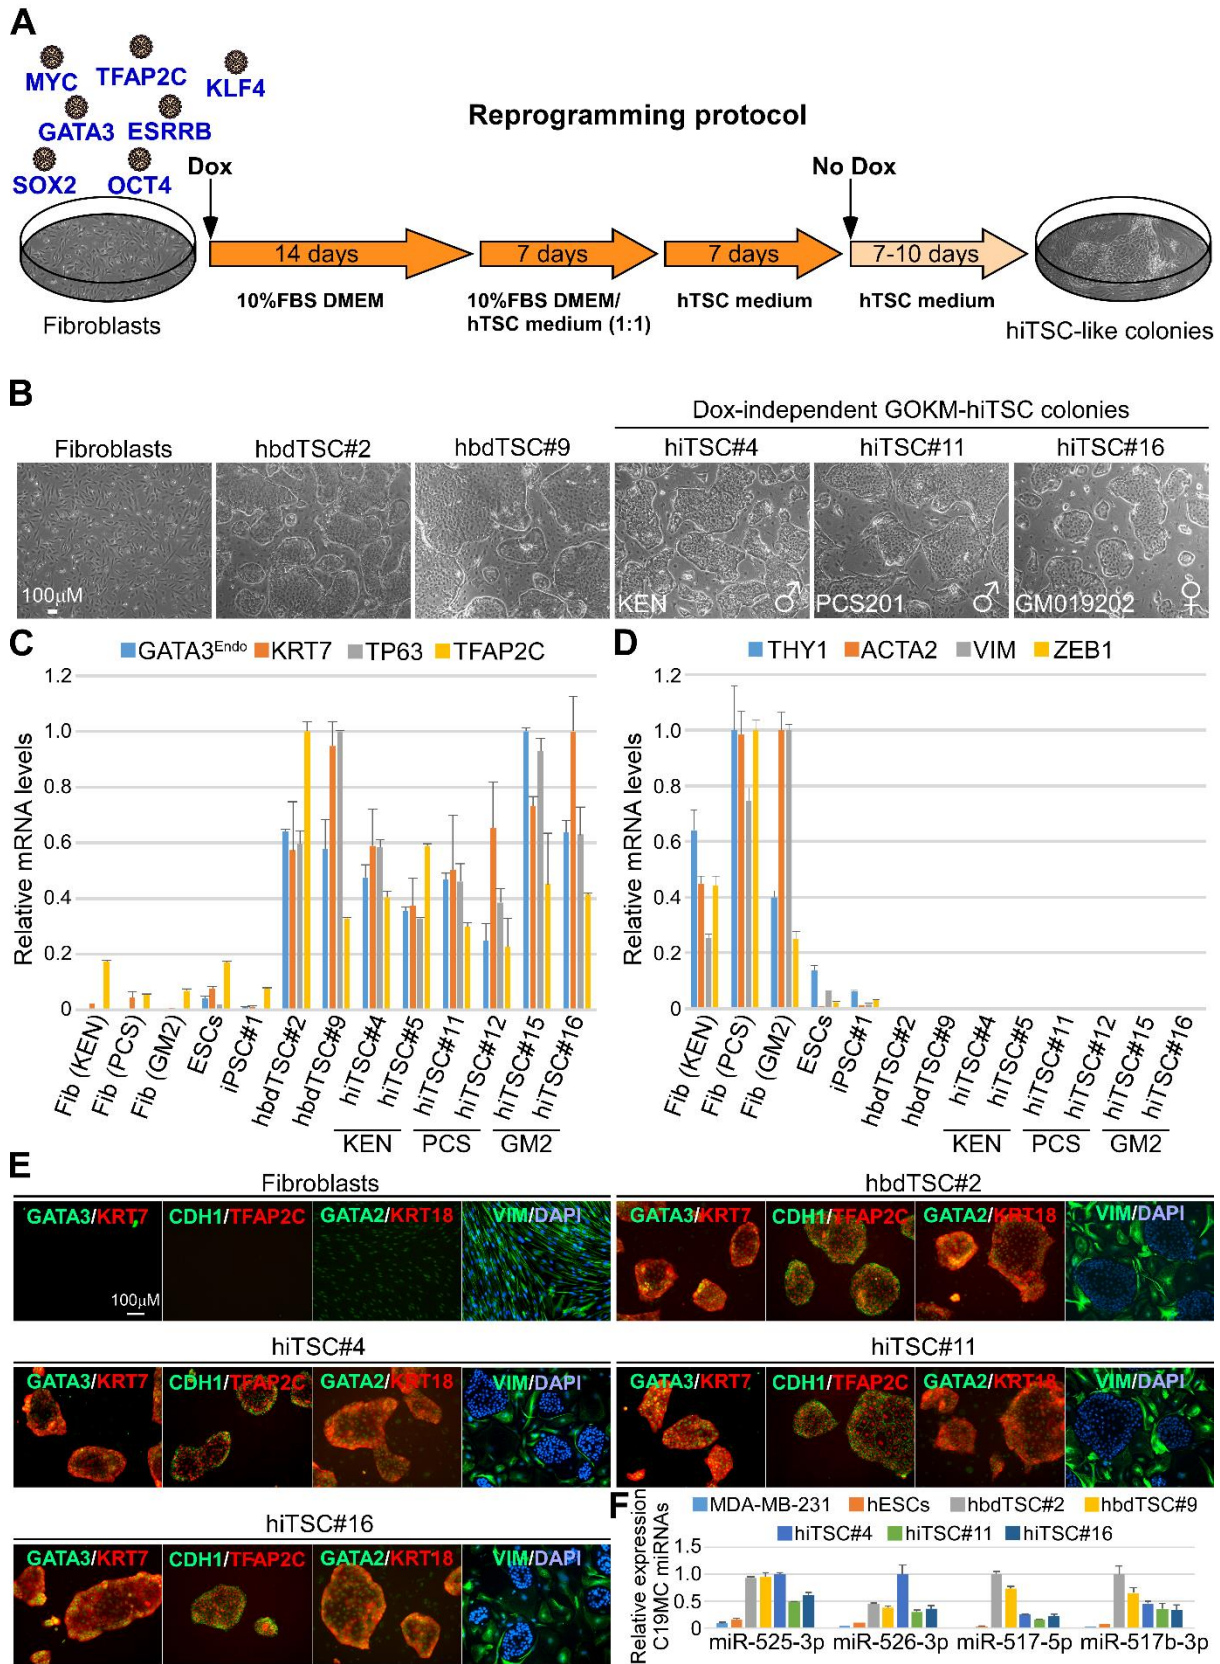 A
MYC
TFAP2C
KLF4
GATA3
ESRRB
SOX2
OCT4
Reprogramming protocol
Dox
No Dox
14 days
7 days
7 days
7-10 days
10%FBS DMEM
10%FBS DMEM/
hTSC medium (1:1)
hTSC medium
hTSC medium
Fibroblasts
hiTSC-like colonies
B
Dox-independent GOKM-hiTSC colonies
Fibroblasts
hbdTSC#2
hbdTSC#9
hiTSC#4
hiTSC#11
hiTSC#16
100μM
KEN ♂
PCS201 ♂
GM019202 ♀
C
GATA3Endo KRT7 TP63 TFAP2C
Relative mRNA levels
1.2
1.0
0.8
0.6
0.4
0.2
0
Fib (KEN)
Fib (PCS)
Fib (GM2)
ESCs
iPSC#1
hbdTSC#2
hbdTSC#9
hiTSC#4
hiTSC#5
hiTSC#11
hiTSC#12
hiTSC#15
hiTSC#16
KEN
PCS
GM2
D
THY1 ACTA2 VIM ZEB1
Relative mRNA levels
1.2
1.0
0.8
0.6
0.4
0.2
0
Fib (KEN)
Fib (PCS)
Fib (GM2)
ESCs
iPSC#1
hbdTSC#2
hbdTSC#9
hiTSC#4
hiTSC#5
hiTSC#11
hiTSC#12
hiTSC#15
hiTSC#16
KEN
PCS
GM2
E
Fibroblasts
GATA3/KRT7
CDH1/TFAP2C
GATA2/KRT18
VIM/DAPI
100μM
hbdTSC#2
GATA3/KRT7
CDH1/TFAP2C
GATA2/KRT18
VIM/DAPI
hiTSC#4
GATA3/KRT7
CDH1/TFAP2C
GATA2/KRT18
VIM/DAPI
hiTSC#11
GATA3/KRT7
CDH1/TFAP2C
GATA2/KRT18
VIM/DAPI
hiTSC#16
GATA3/KRT7
CDH1/TFAP2C
GATA2/KRT18
VIM/DAPI
F
MDA-MB-231 hESCs hbdTSC#2 hbdTSC#9
hiTSC#4 hiTSC#11 hiTSC#16
Relative expression
C19MC miRNAs
1.5
1.0
0.5
0
miR-525-3p
miR-526-3p
miR-517-5p
miR-517b-3p